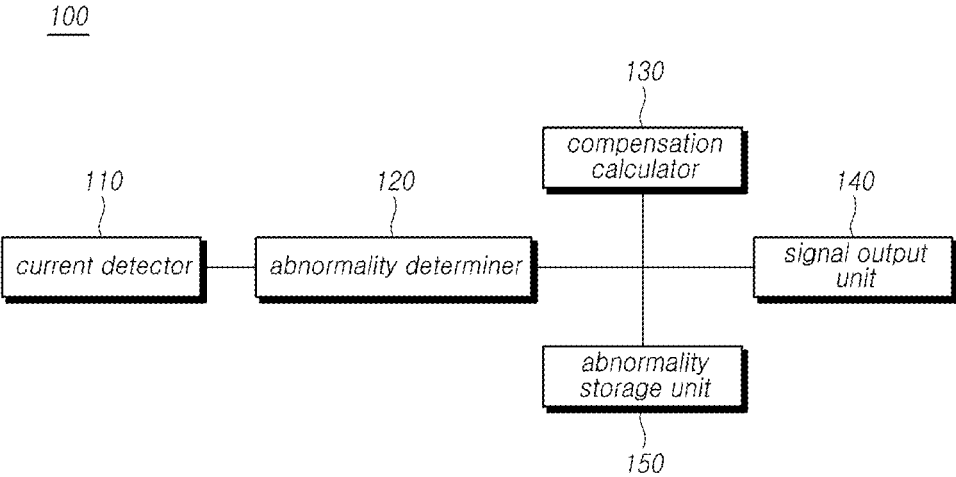 100
130
compensation
calculator
110
120
140
current detector
abnormality determiner
signal output
unit
abnormality
storage unit
150